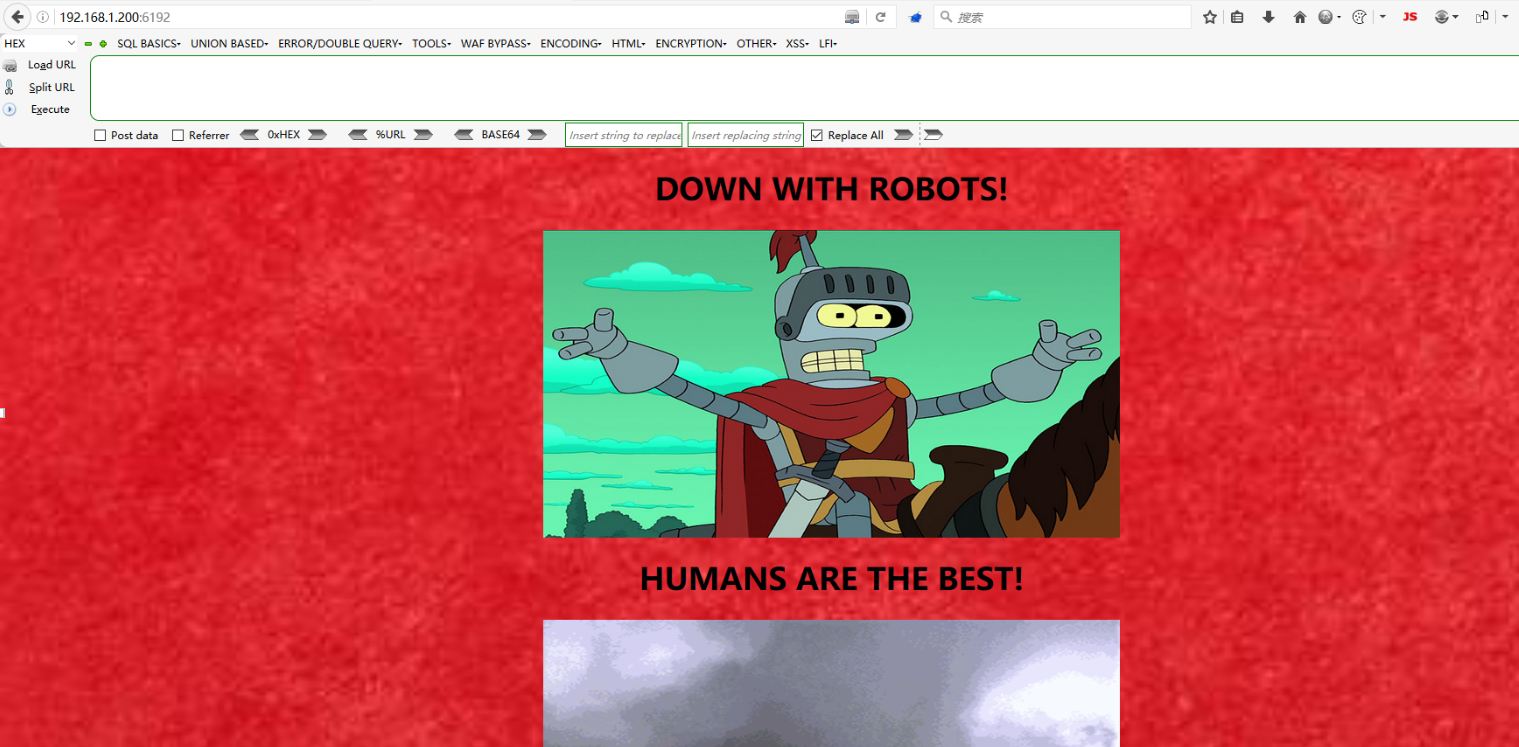 192.168.1.200:6192
搜索
JS
HEX
SQL BASICS
UNION BASED
ERROR/DOUBLE QUERY
TOOLS
WAF BYPASS
ENCODING
HTML
ENCRYPTION
OTHER
XSS
LFI
Load URL
Split URL
Execute
Post data
Referrer
0xHEX
%URL
BASE64
Insert string to replace
Insert replacing string
Replace All
DOWN WITH ROBOTS!
HUMANS ARE THE BEST!